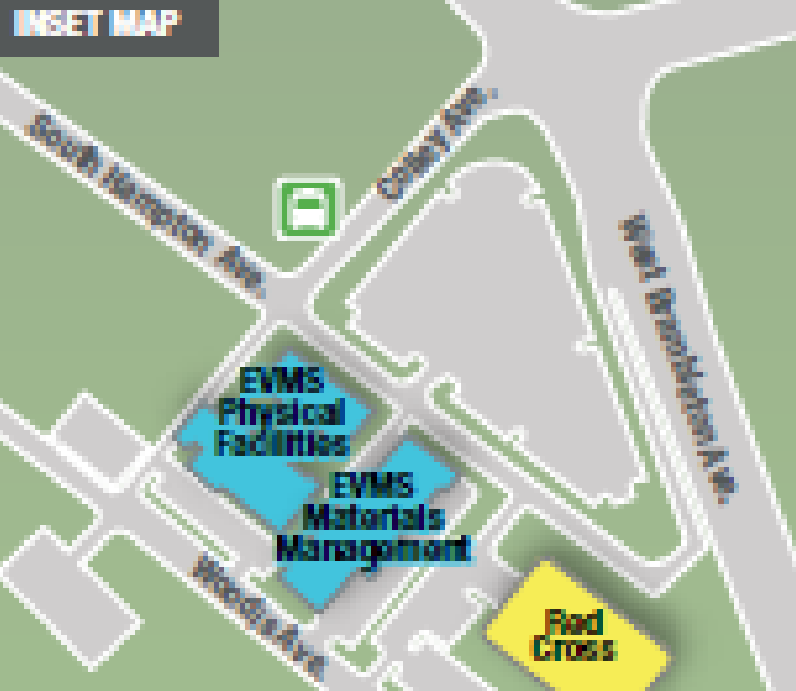 INSET MAP
South Hampton Ave.
Colley Ave.
West Brambleton Ave.
EVMS
Physical
Facilities
EVMS
Materials
Management
Woodis Ave.
Red
Cross